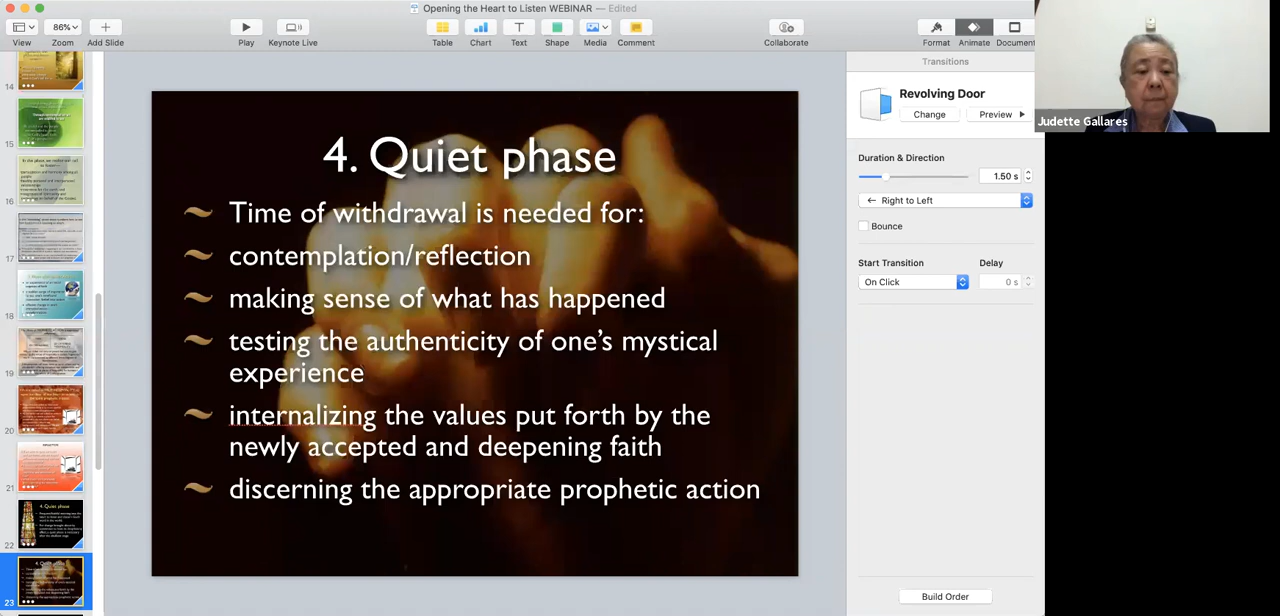 Opening the Heart to Listen WEBINAR — Edited
86%
View
Zoom
Add Slide
Play
Keynote Live
Table
Chart
Text
Shape
Media
Comment
Collaborate
Format
Animate
Document
Judette Gallares
Transitions
Revolving Door
Change
Preview
Duration & Direction
1.50 s
← Right to Left
Bounce
Start Transition
Delay
On Click
0 s
Build Order
4. Quiet phase
Time of withdrawal is needed for:
contemplation/reflection
making sense of what has happened
testing the authenticity of one’s mystical
experience
internalizing the values put forth by the
newly accepted and deepening faith
discerning the appropriate prophetic action
14
15
16
17
18
19
20
21
4. Quiet phase
22
4. Quiet phase
23